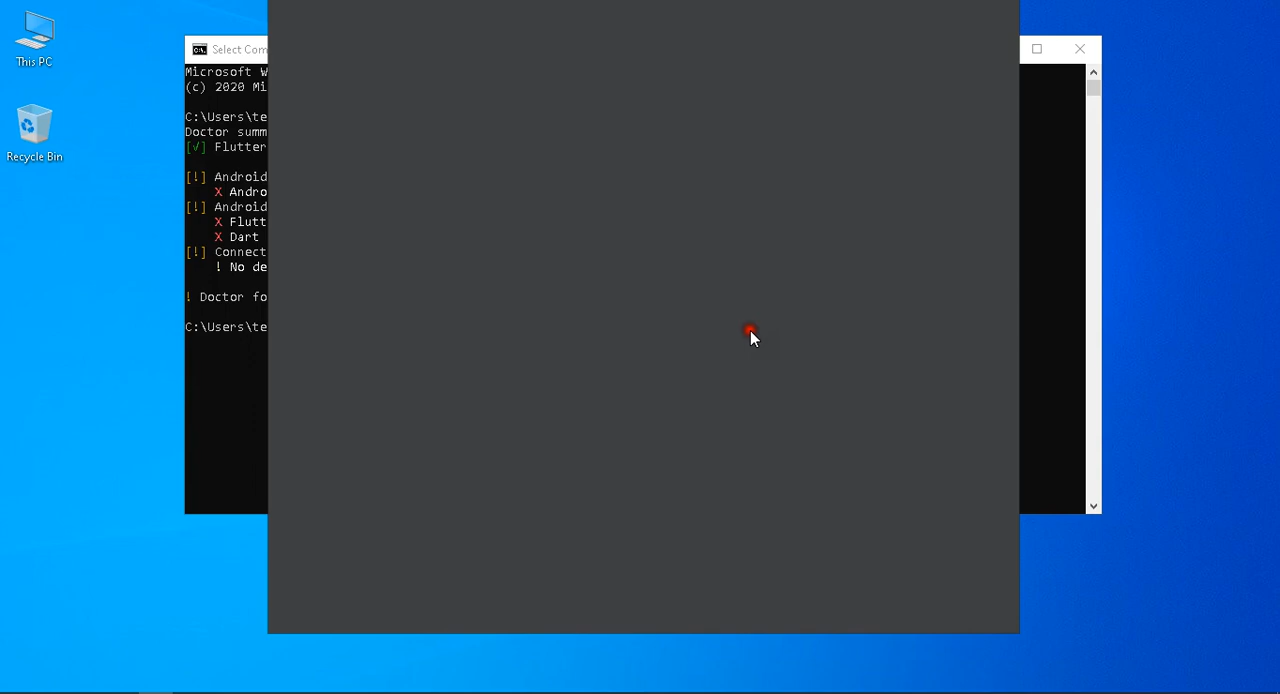 This PC
Recycle Bin
Select Com
Microsoft W
(c) 2020 Mi
C:\Users\te
Doctor summ
[√] Flutter
[!] Android
X Andro
[!] Android
X Flutt
X Dart
[!] Connect
! No de
! Doctor fo
C:\Users\te